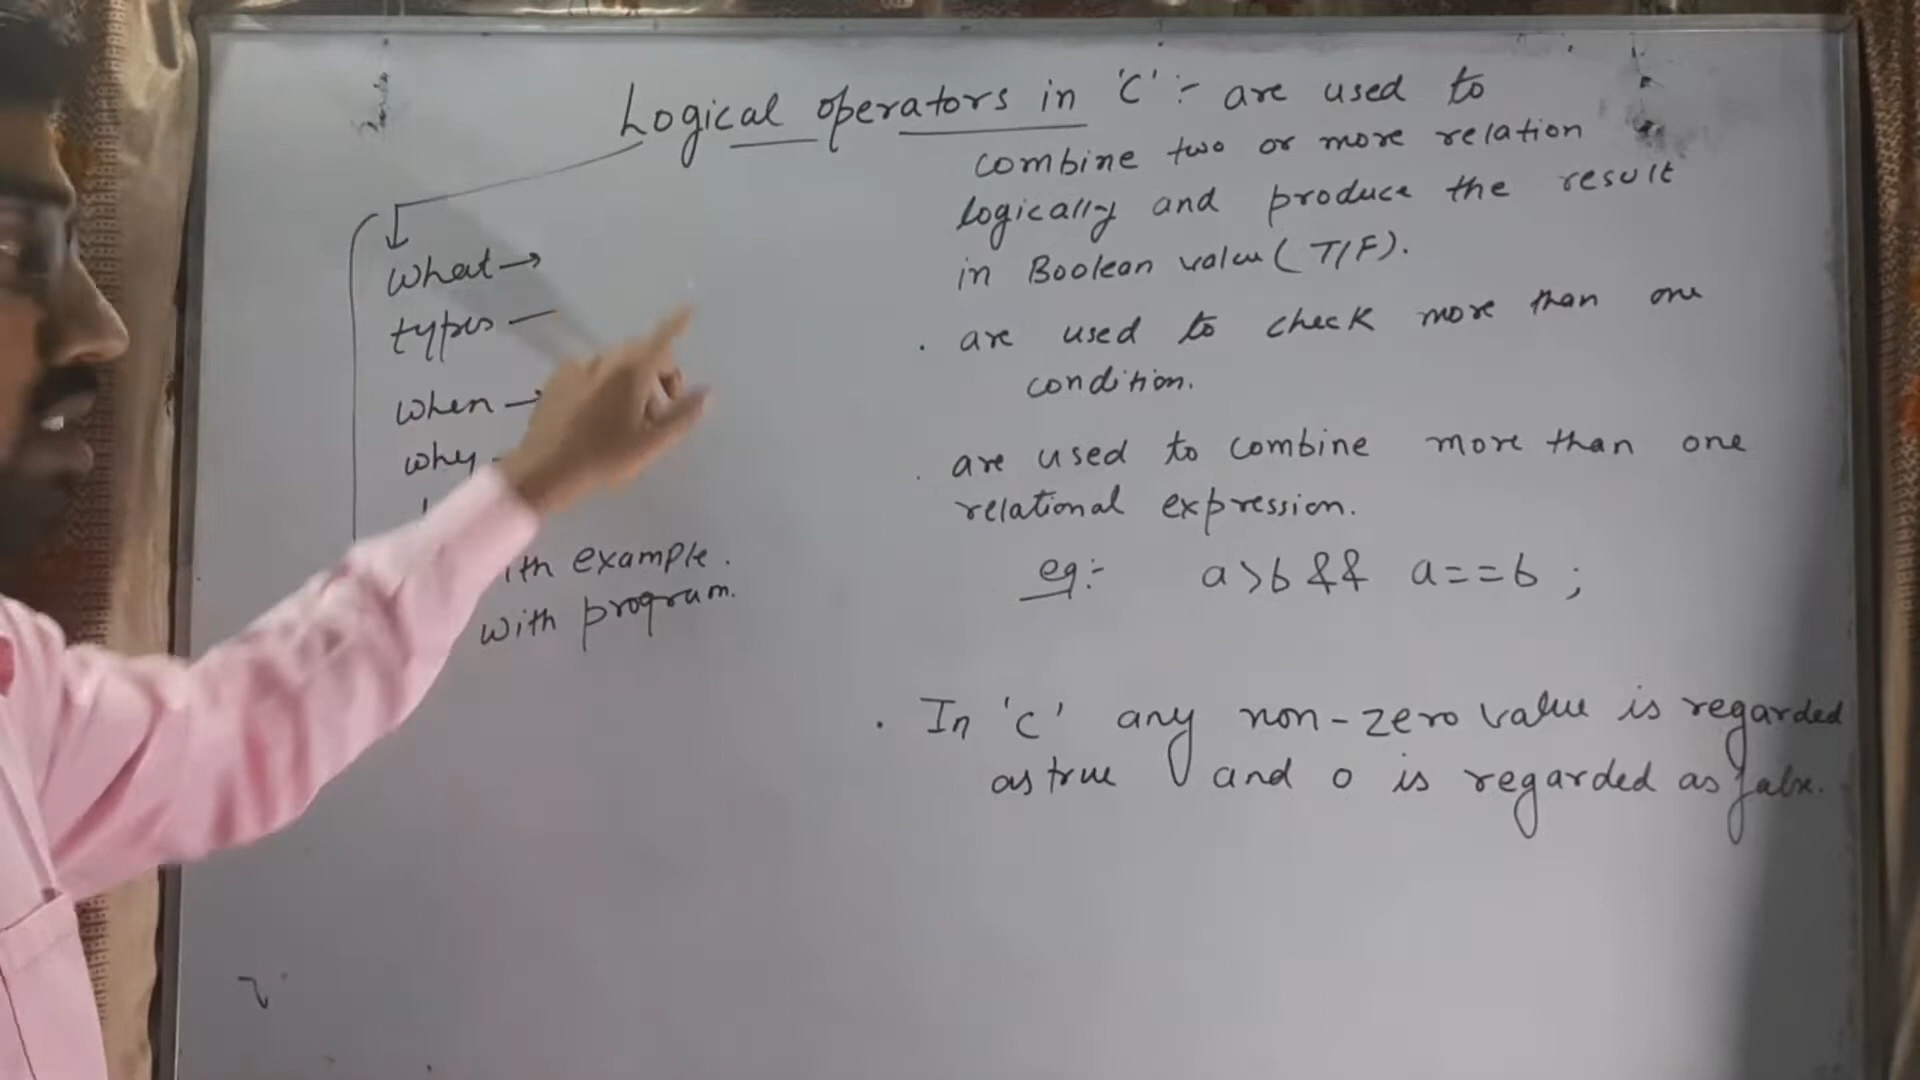 Logical operators in 'C' :- are used to
combine two or more relation
logically and produce the result
in Boolean value ( T/F ).
. are used to check more than one
condition.
. are used to combine more than one
relational expression.
eg:- a>b && a==b ;
. In 'c' any non-zero value is regarded
as true and 0 is regarded as false.
What →
types —
when →
why -
ith example.
with program.